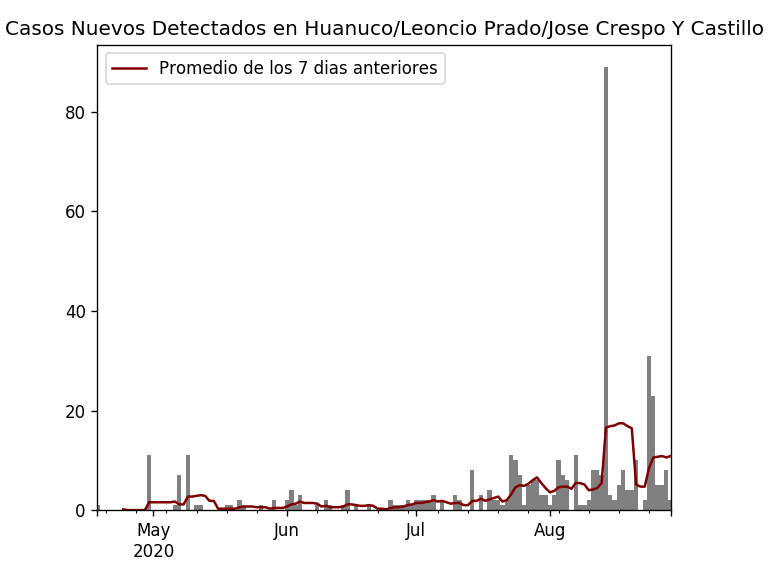 Casos Nuevos Detectados en Huanuco/Leoncio Prado/Jose Crespo Y Castillo
Promedio de los 7 dias anteriores
80
60
40
20
0
May Jun Jul Aug
2020